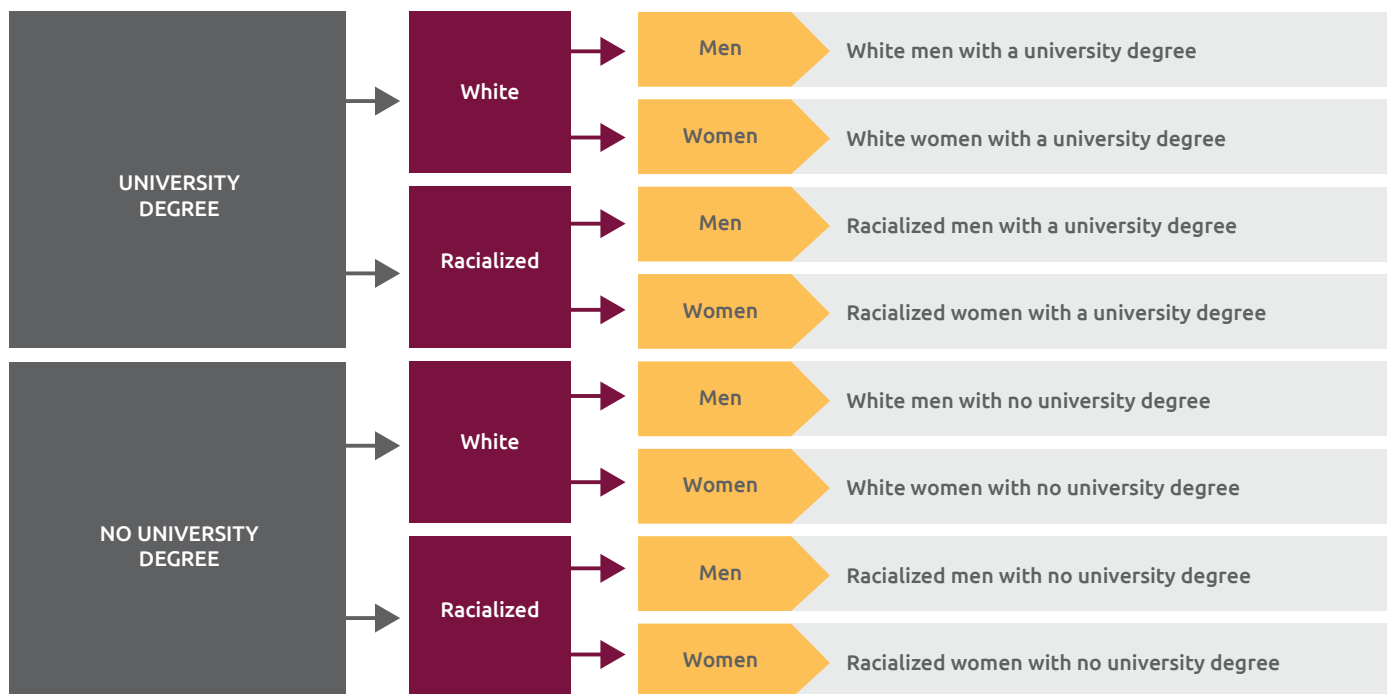 UNIVERSITY
DEGREE
White
Men
White men with a university degree
Women
White women with a university degree
Racialized
Men
Racialized men with a university degree
Women
Racialized women with a university degree
NO UNIVERSITY
DEGREE
White
Men
White men with no university degree
Women
White women with no university degree
Racialized
Men
Racialized men with no university degree
Women
Racialized women with no university degree